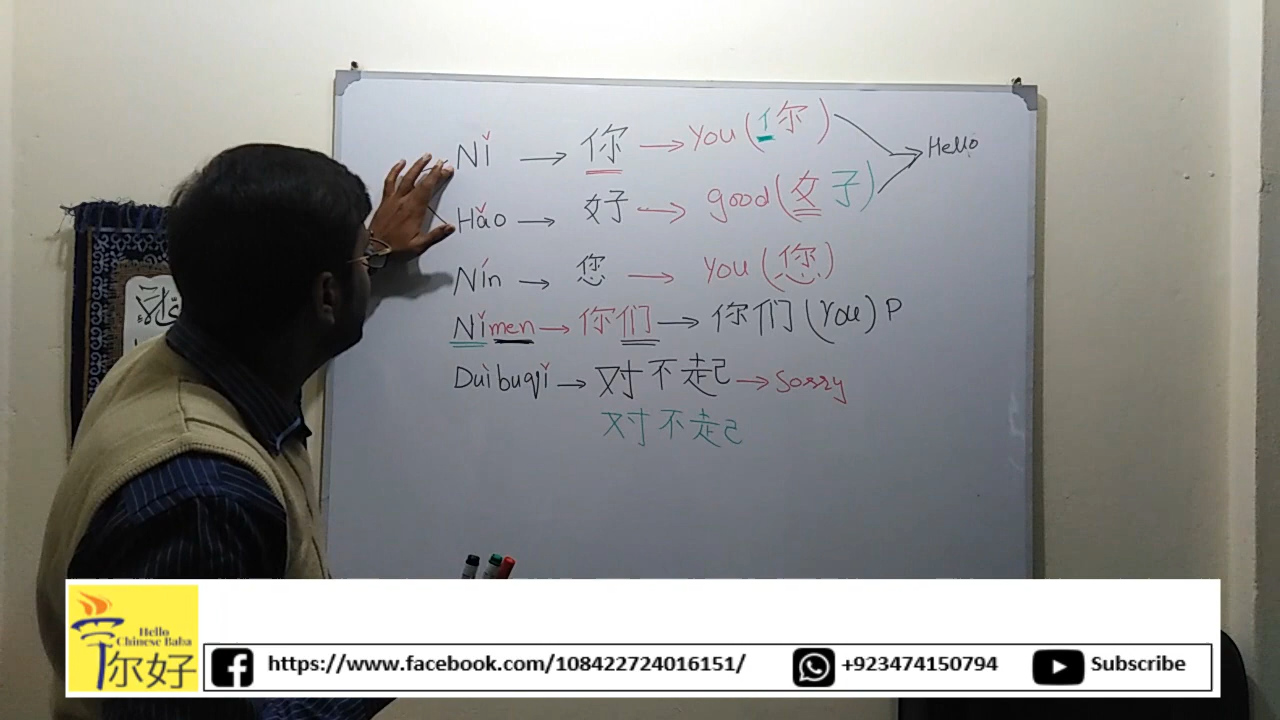 Nǐ → 你 → You (你) → Hello
Hǎo → 好 → good (女子)
Nín → 您 → You (您)
Nǐmen → 你们 → 你们 (You) P
Duìbuqǐ → 对不起 → Sorry
对不起
Hello
Chinese Baba
你好
https://www.facebook.com/108422724016151/ +923474150794 Subscribe